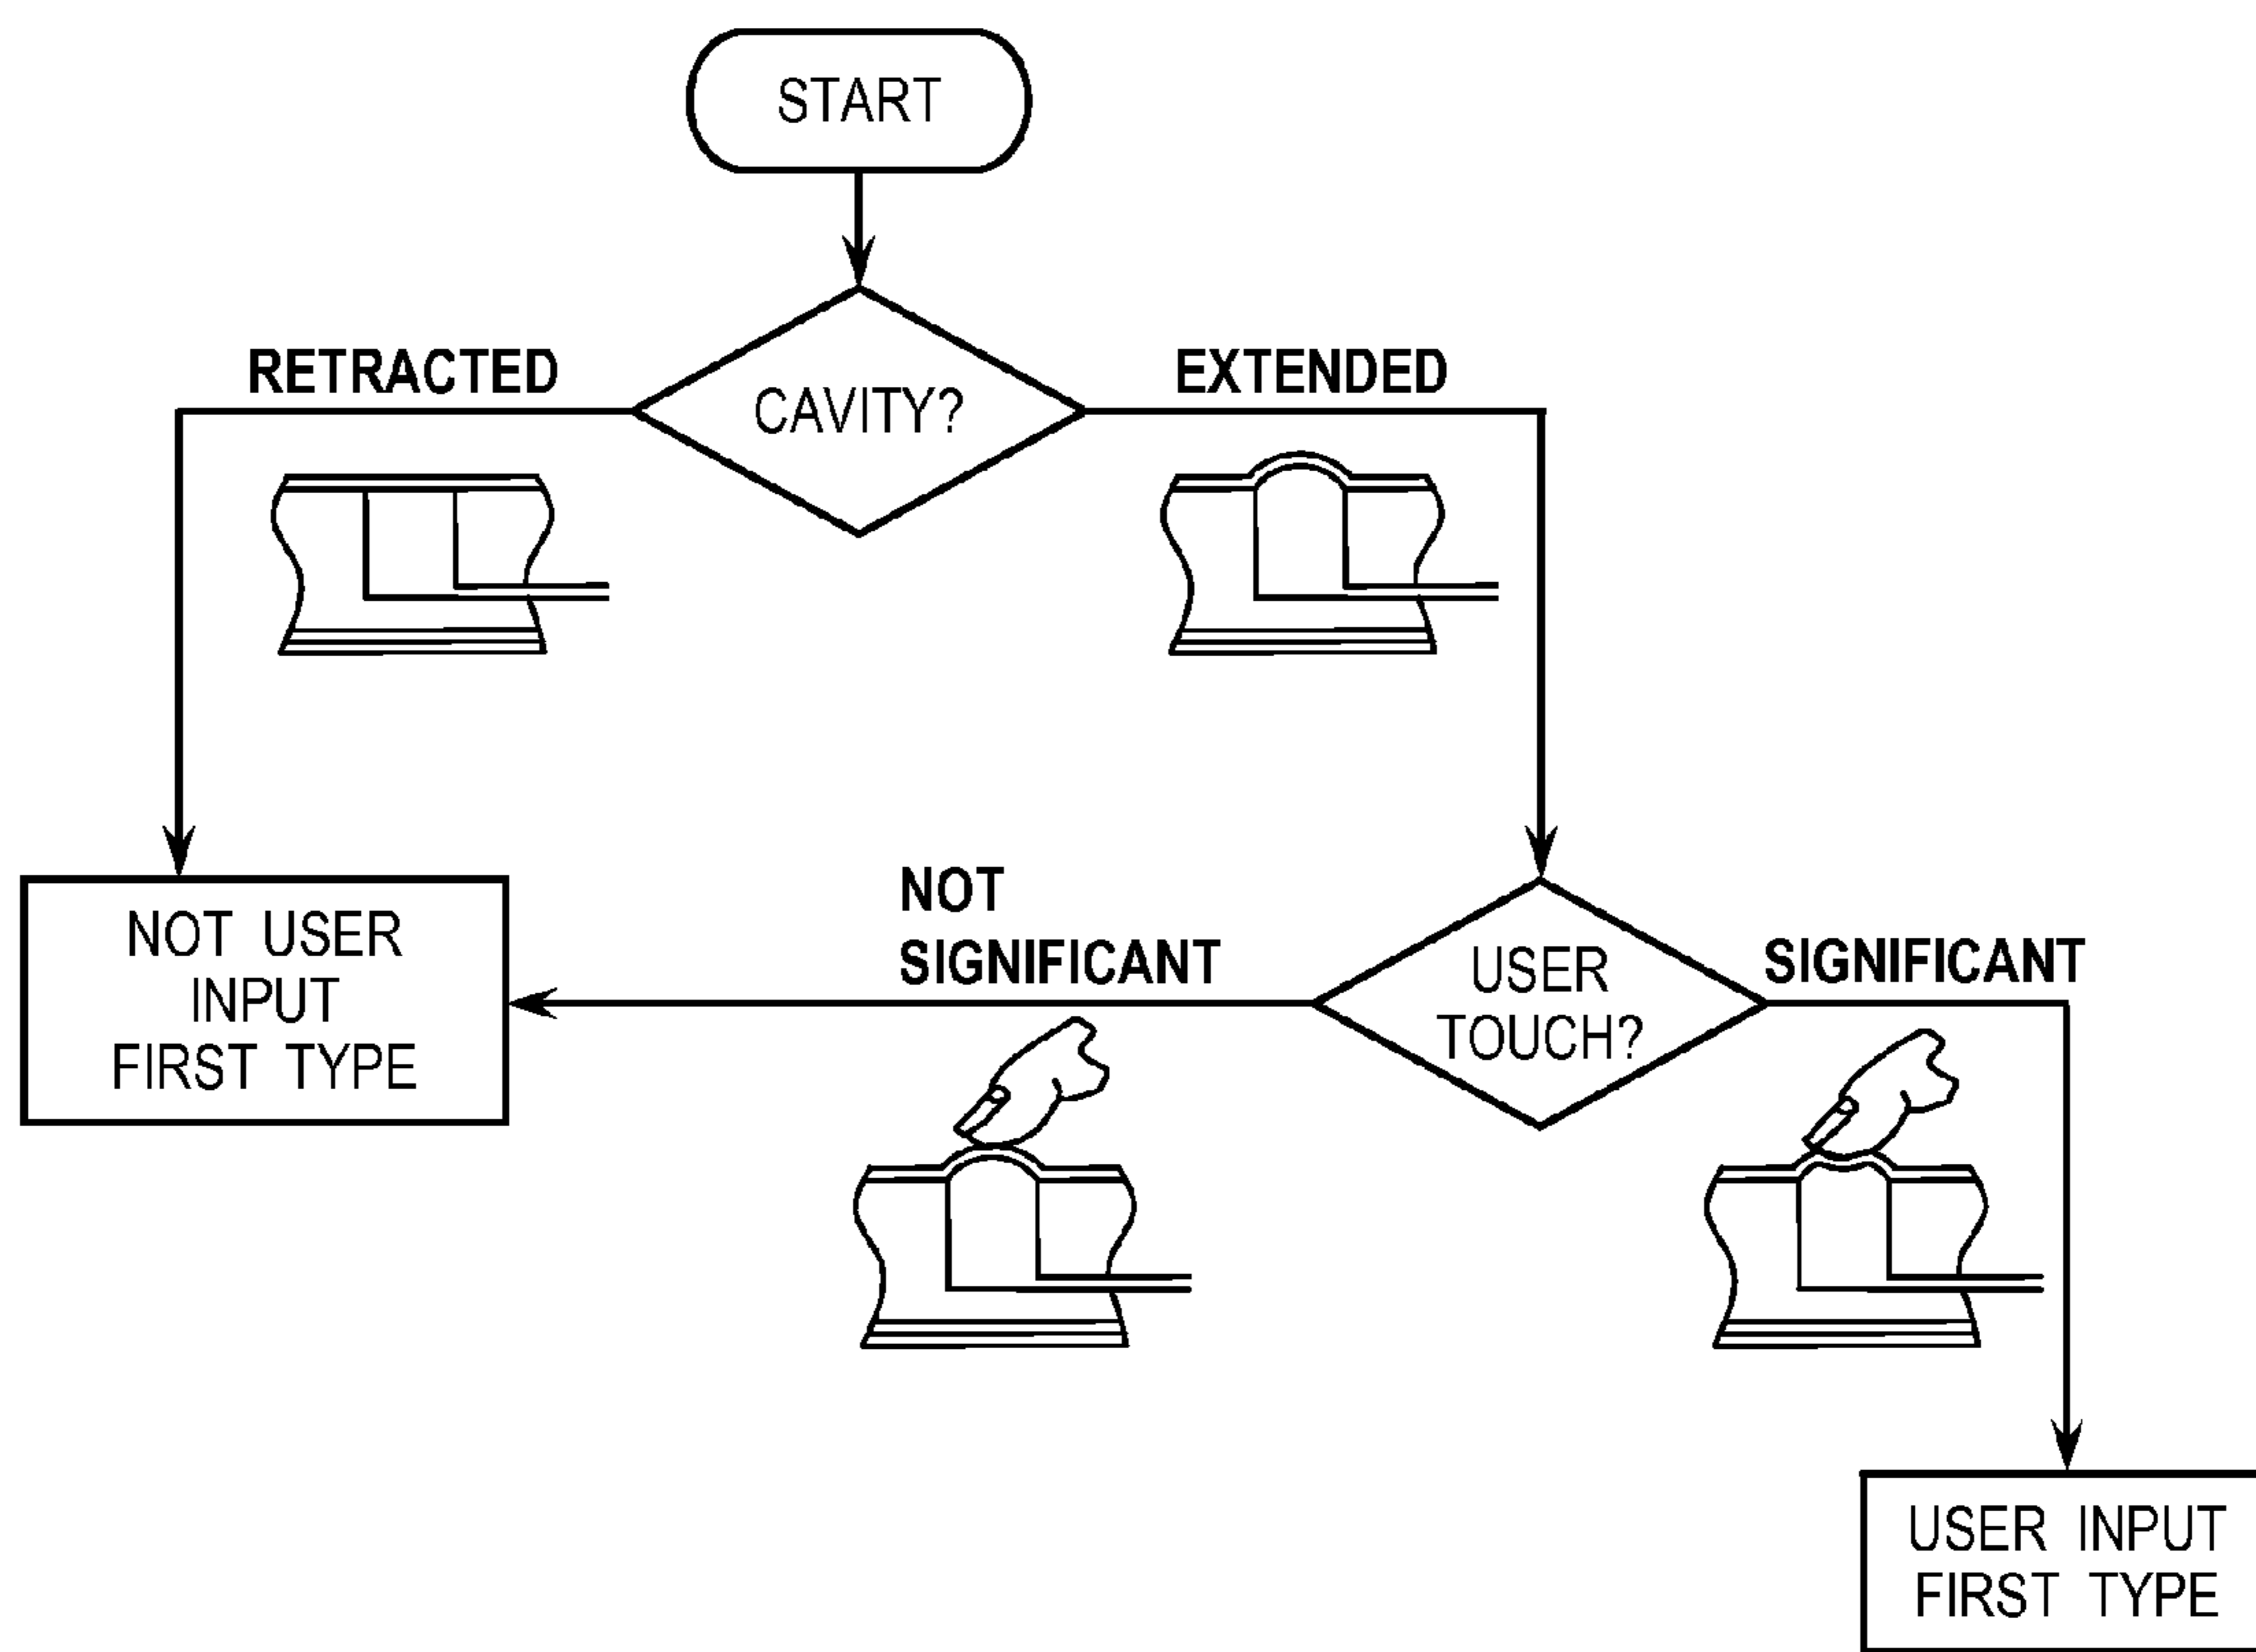 START
RETRACTED
CAVITY?
EXTENDED
NOT USER
INPUT
FIRST TYPE
NOT
SIGNIFICANT
USER
TOUCH?
SIGNIFICANT
USER INPUT
FIRST TYPE